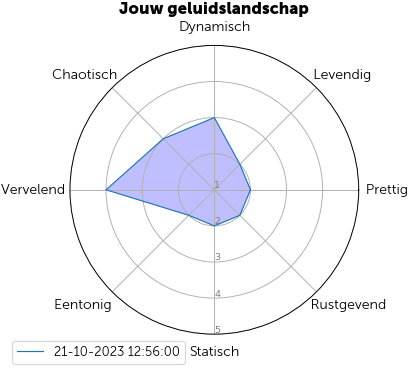 Jouw geluidslandschap
Dynamisch
Chaotisch
Levendig
Vervelend
1
Prettig
2
3
Eentonig
4
Rustgevend
5
21-10-2023 12:56:00
Statisch